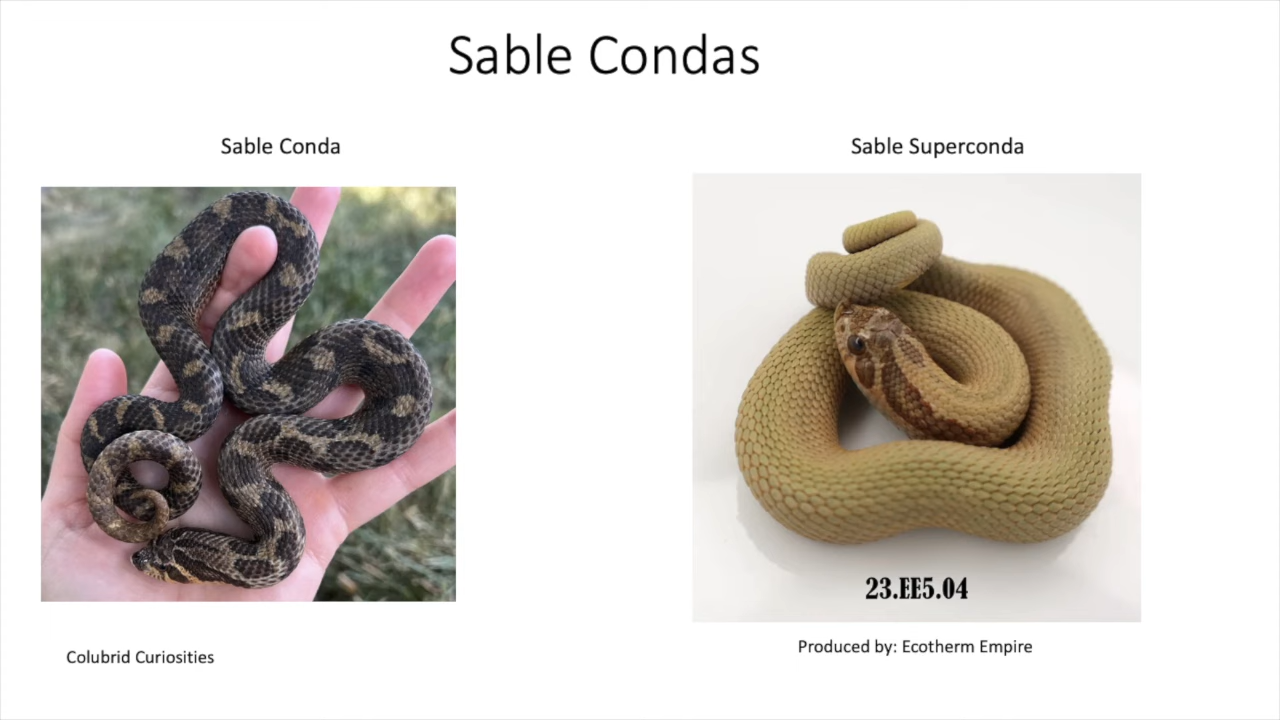 Sable Condas
Sable Conda
Sable Superconda
23.EE5.04
Colubrid Curiosities
Produced by: Ecotherm Empire